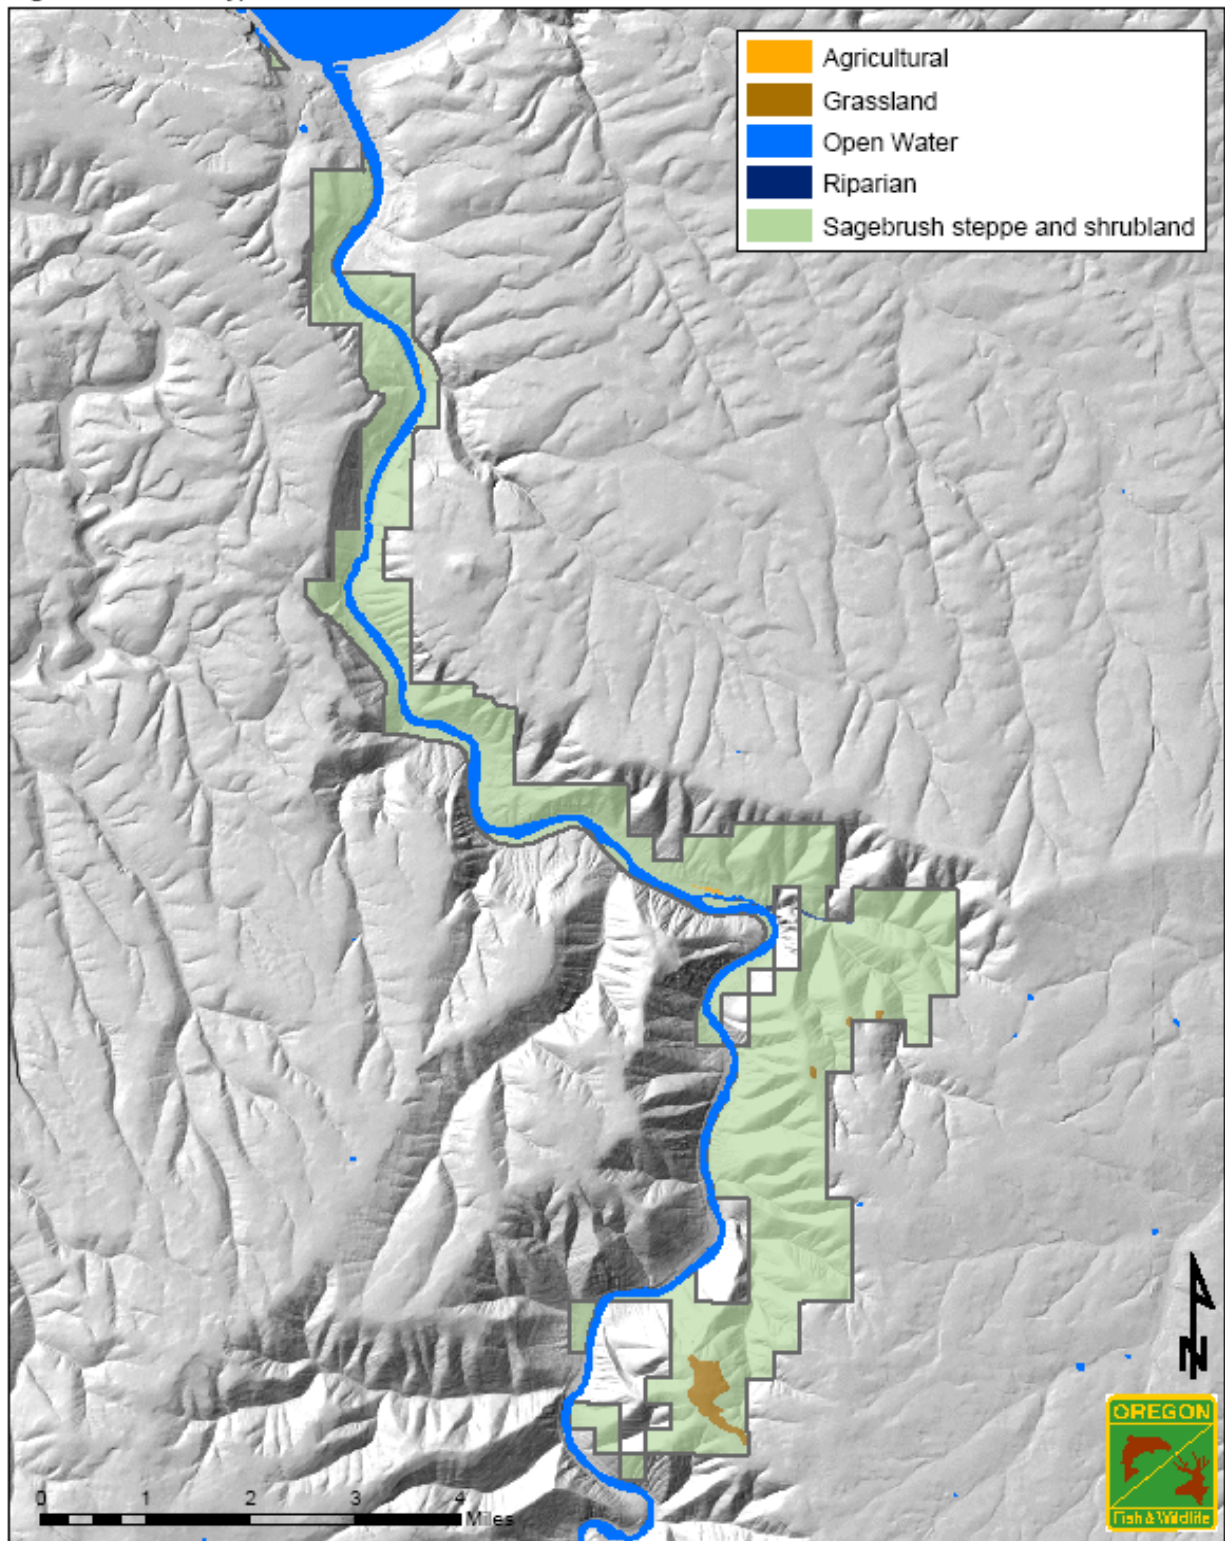 Agricultural
Grassland
Open Water
Riparian
Sagebrush steppe and shrubland
N
OREGON
Fish & Wildlife
0 1 2 3 4
Miles